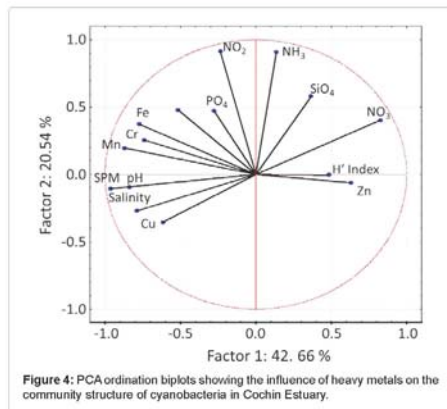 1.0
NO2
NH3
SiO4
0.5
PO4
NO3
Fe
Cr
Mn
0.0
SPM pH
H' Index
Zn
Salinity
Cu
-0.5
-1.0
-1.0 -0.5 0.0 0.5 1.0
Factor 2: 20.54 %
Factor 1: 42. 66 %
Figure 4: PCA ordination biplots showing the influence of heavy metals on the
community structure of cyanobacteria in Cochin Estuary.